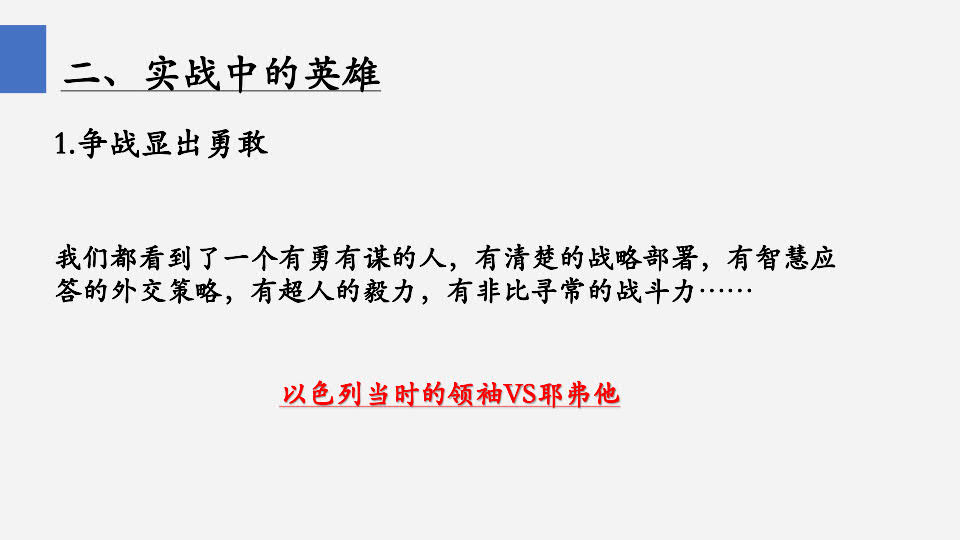 二、实战中的英雄
1.争战显出勇敢
我们都看到了一个有勇有谋的人，有清楚的战略部署，有智慧应
答的外交策略，有超人的毅力，有非比寻常的战斗力……
以色列当时的领袖VS耶弗他